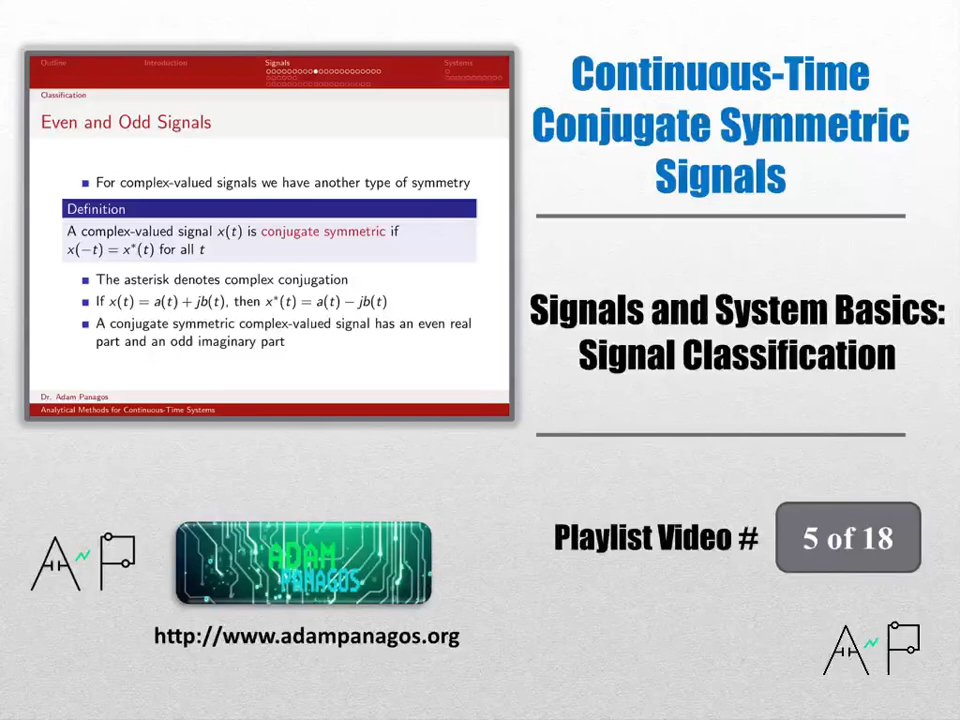 Outline Introduction Signals Systems
Classification
Even and Odd Signals
For complex-valued signals we have another type of symmetry
Definition
A complex-valued signal x(t) is conjugate symmetric if
x(−t) = x*(t) for all t
The asterisk denotes complex conjugation
If x(t) = a(t) + jb(t), then x*(t) = a(t) − jb(t)
A conjugate symmetric complex-valued signal has an even real
part and an odd imaginary part
Dr. Adam Panagos
Analytical Methods for Continuous-Time Systems
Continuous-Time
Conjugate Symmetric
Signals
Signals and System Basics:
Signal Classification
Playlist Video # 5 of 18
A P
ADAM
PANAGOS
http://www.adampanagos.org
A P